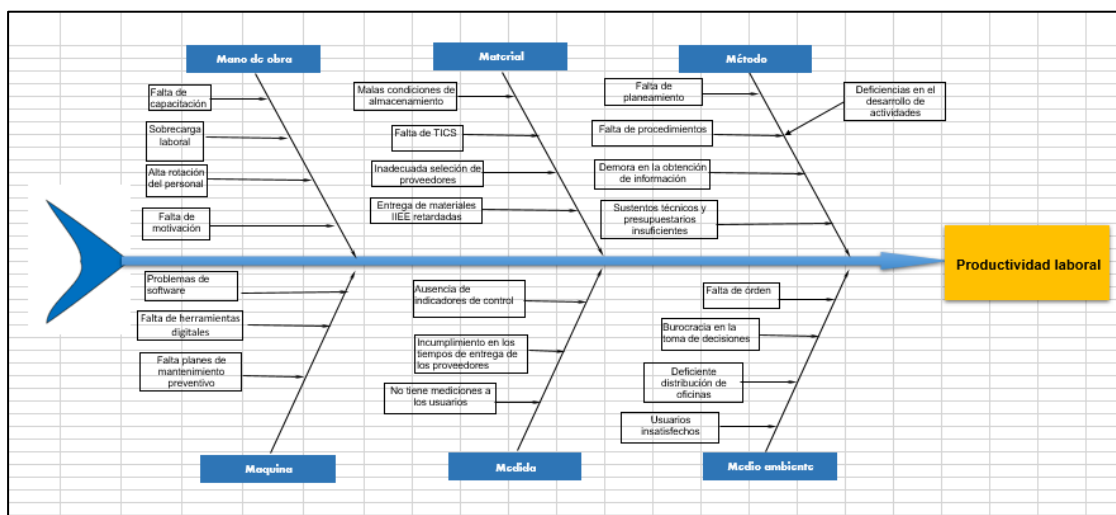 Mano de obra
Material
Método
Falta de
capacitación
Sobrecarga
laboral
Alta rotación
del personal
Falta de
motivación
Malas condiciones de
almacenamiento
Falta de TICS
Inadecuada seleción de
proveedores
Entrega de materiales
IIEE retardadas
Falta de
planeamiento
Falta de procedimientos
Demora en la obtención
de información
Sustentos técnicos y
presupuestarios
insuficientes
Deficiencias en el
desarrollo de
actividades
Productividad laboral
Problemas de
software
Falta de herramientas
digitales
Falta planes de
mantenimiento
preventivo
Ausencia de
indicadores de control
Incumplimiento en los
tiempos de entrega de
los proveedores
No tiene mediciones a
los usuarios
Falta de órden
Burocracia en la
toma de decisiones
Deficiente
distribución de
oficinas
Usuarios
insatisfechos
Maquina
Medida
Medio ambiente